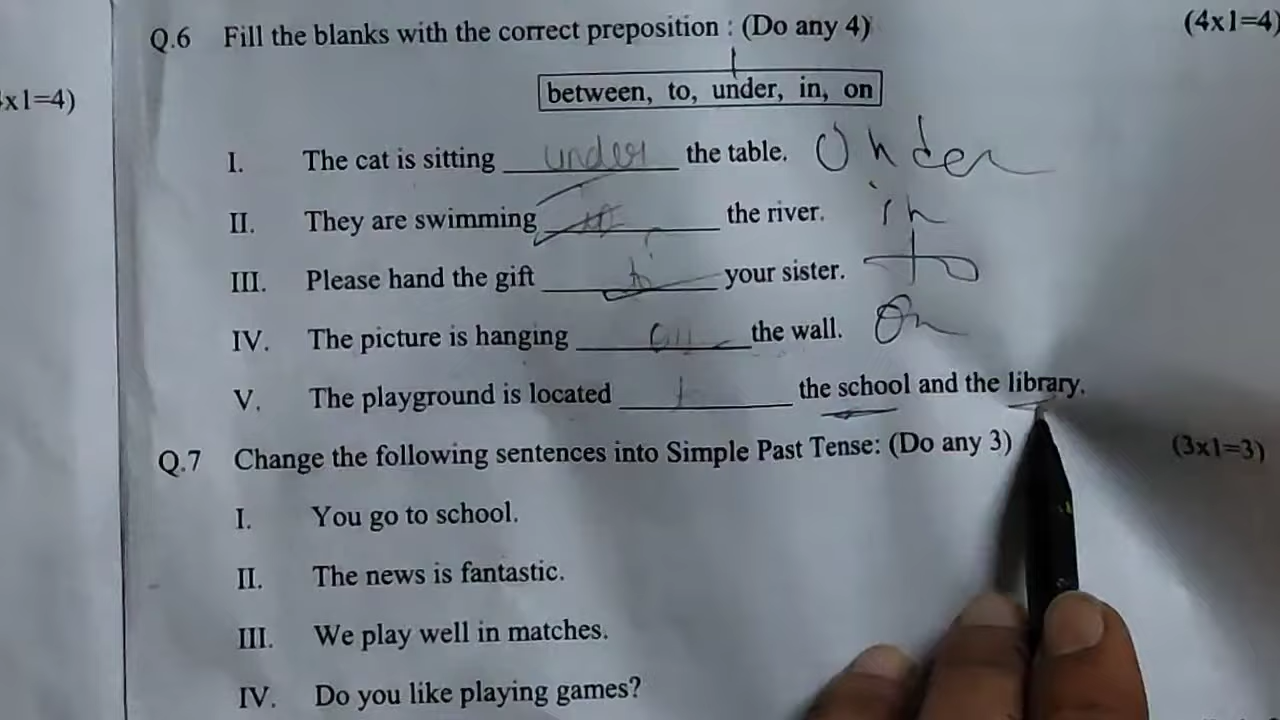 Q.6 Fill the blanks with the correct preposition : (Do any 4) (4x1=4)
x1=4)
between, to, under, in, on
I. The cat is sitting under the table. Under
II. They are swimming ______ the river. in
III. Please hand the gift to your sister. to
IV. The picture is hanging on the wall. On
V. The playground is located ______ the school and the library.
Q.7 Change the following sentences into Simple Past Tense: (Do any 3) (3x1=3)
I. You go to school.
II. The news is fantastic.
III. We play well in matches.
IV. Do you like playing games?